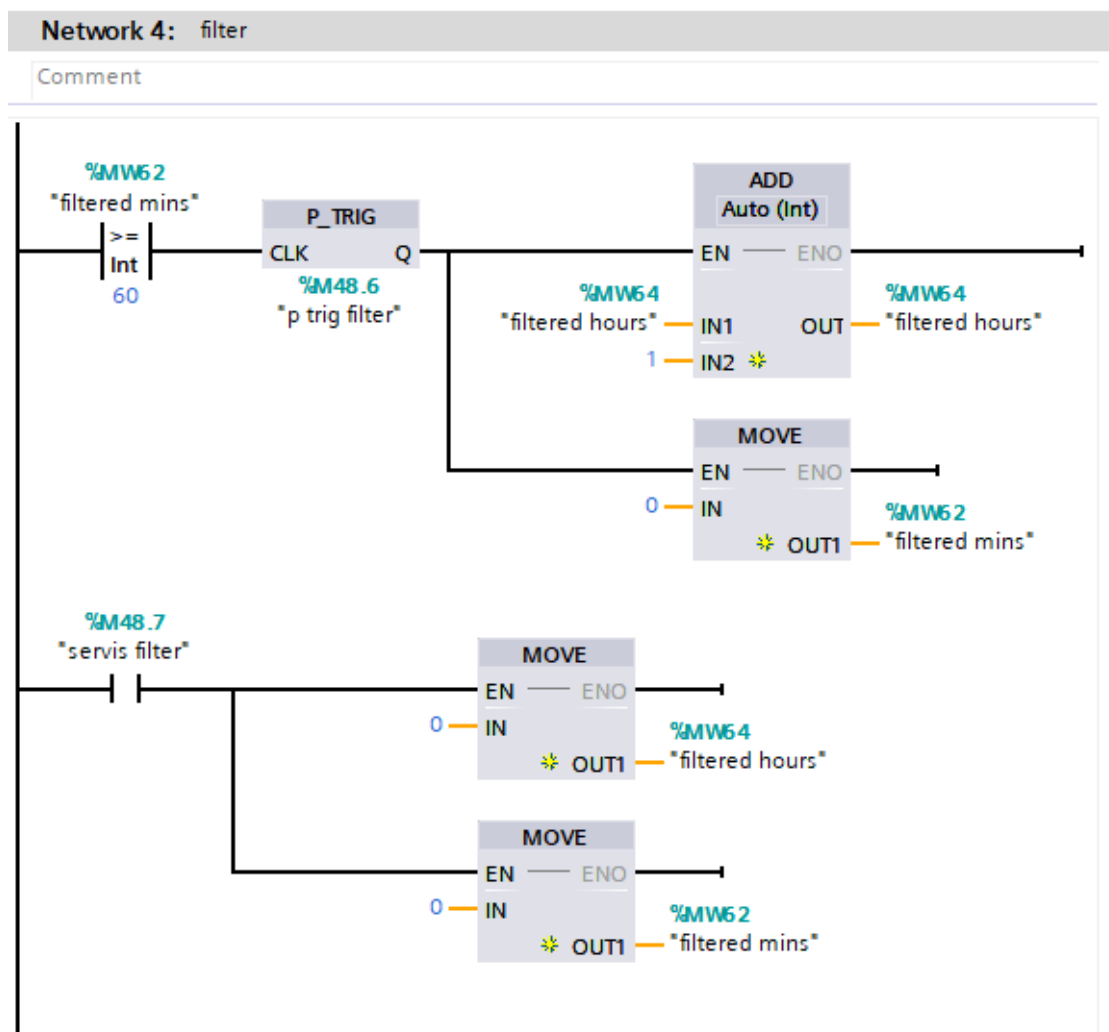 Network 4: filter
Comment
%MW62
"filtered mins"
>=
Int
60
P_TRIG
CLK Q
%M48.6
"p trig filter"
ADD
Auto (Int)
EN ENO
%MW64
"filtered hours"
IN1
1
IN2
OUT
%MW64
"filtered hours"
MOVE
EN ENO
0
IN
OUT1
%MW62
"filtered mins"
%M48.7
"servis filter"
MOVE
EN ENO
0
IN
OUT1
%MW64
"filtered hours"
MOVE
EN ENO
0
IN
OUT1
%MW62
"filtered mins"